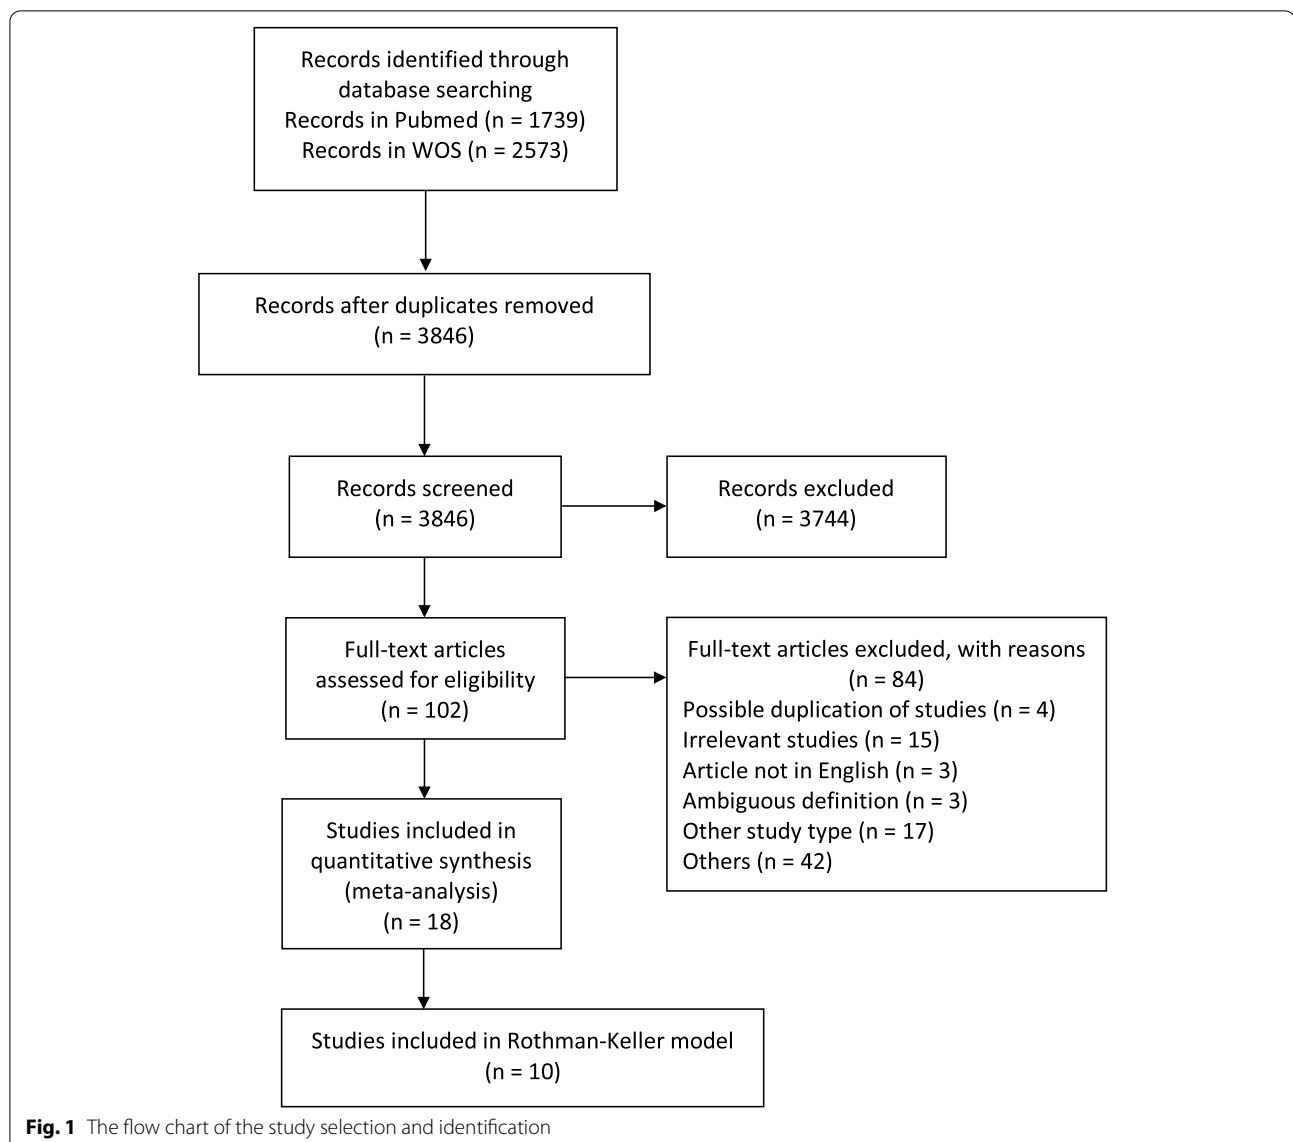 Records identified through
database searching
Records in Pubmed (n = 1739)
Records in WOS (n = 2573)
Records after duplicates removed
(n = 3846)
Records screened
(n = 3846)
Records excluded
(n = 3744)
Full-text articles
assessed for eligibility
(n = 102)
Full-text articles excluded, with reasons
(n = 84)
Possible duplication of studies (n = 4)
Irrelevant studies (n = 15)
Article not in English (n = 3)
Ambiguous definition (n = 3)
Other study type (n = 17)
Others (n = 42)
Studies included in
quantitative synthesis
(meta-analysis)
(n = 18)
Studies included in Rothman-Keller model
(n = 10)
Fig. 1 The flow chart of the study selection and identification